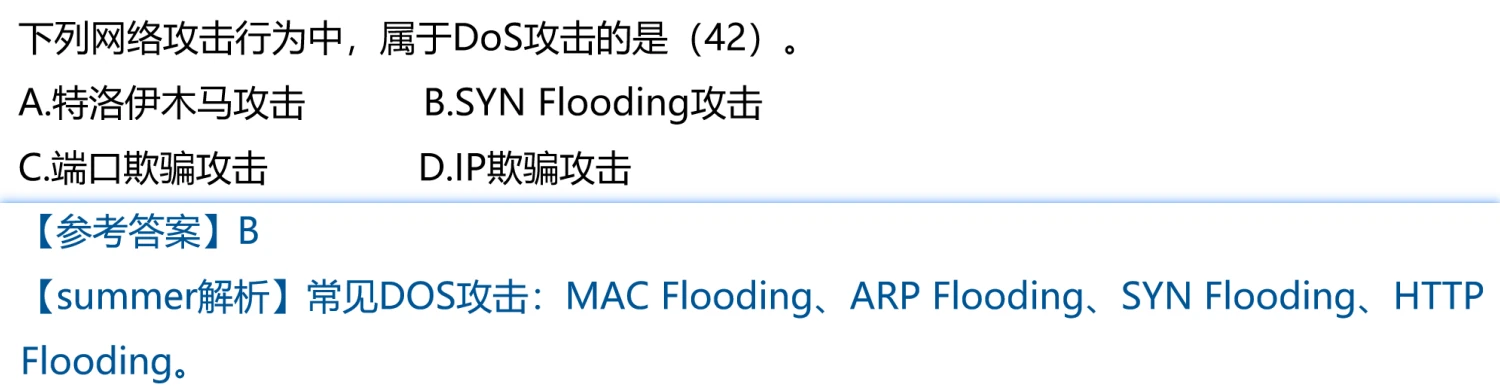 下列网络攻击行为中，属于DoS攻击的是（42）。
A.特洛伊木马攻击 B.SYN Flooding攻击
C.端口欺骗攻击 D.IP欺骗攻击
【参考答案】B
【summer解析】常见DOS攻击：MAC Flooding、ARP Flooding、SYN Flooding、HTTP
Flooding。